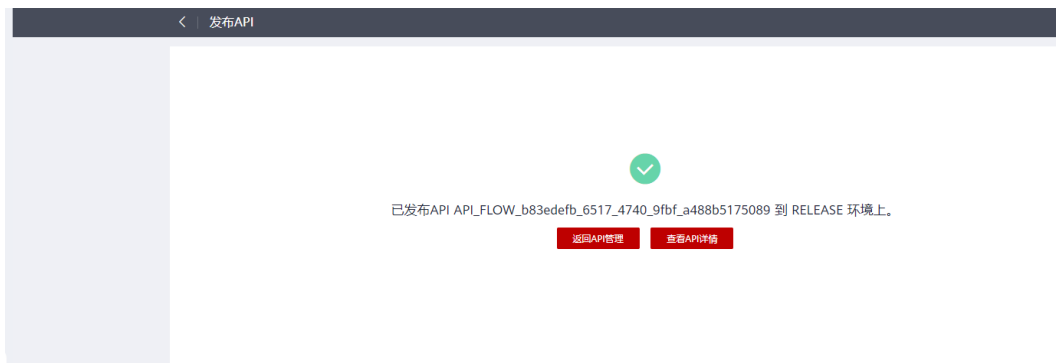 发布API
已发布API API_FLOW_b83edefb_6517_4740_9fbf_a488b5175089 到 RELEASE 环境上。
返回API管理
查看API详情